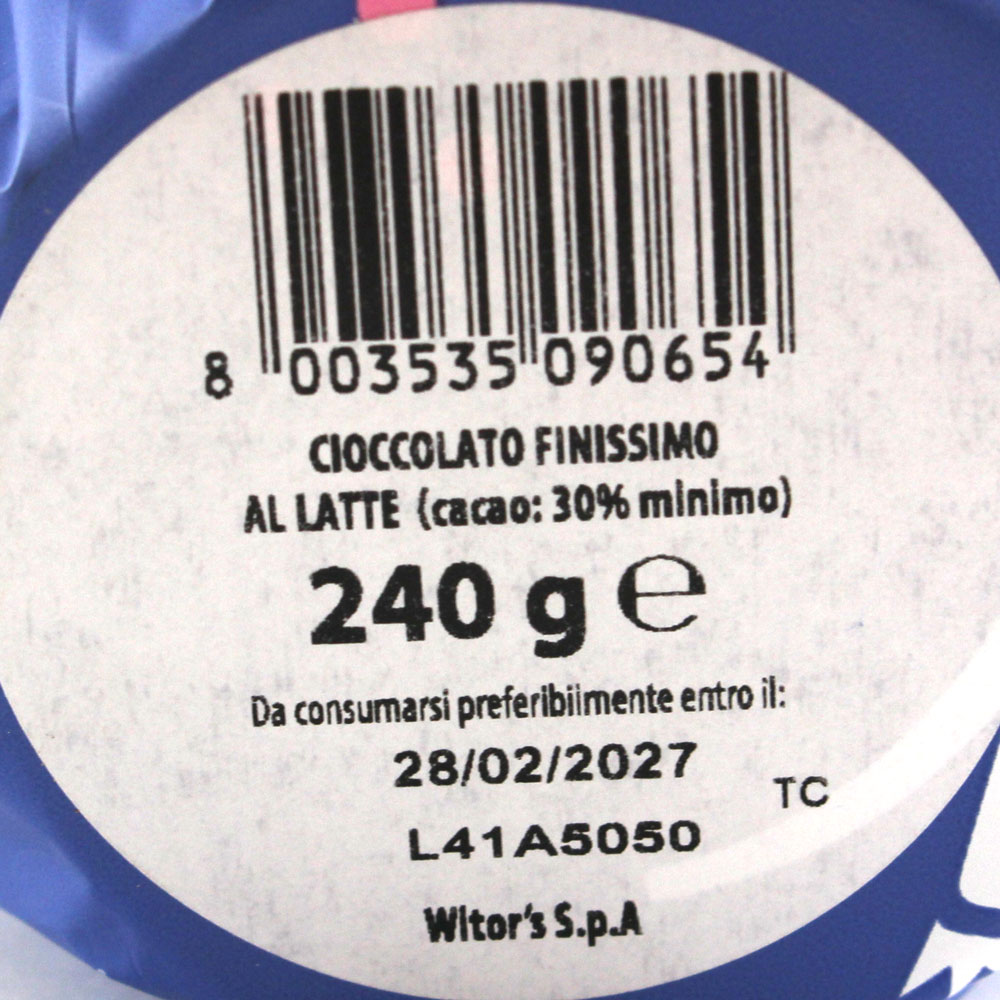 8 003535 090654
CIOCCOLATO FINISSIMO
AL LATTE (cacao: 30% minimo)
240 g ℮
Da consumarsi preferibilmente entro il:
28/02/2027
TC
L41A5050
Witor's S.p.A